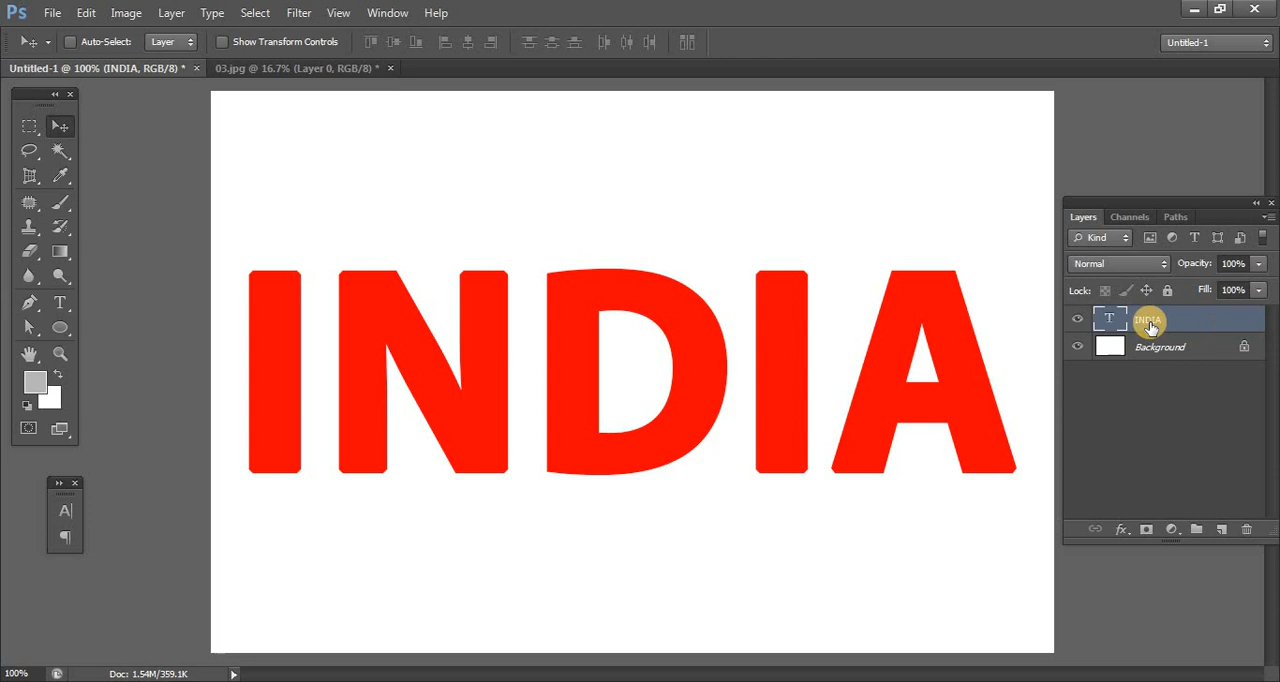 Ps File Edit Image Layer Type Select Filter View Window Help
Auto-Select: Layer Show Transform Controls Untitled-1
Untitled-1 @ 100% (INDIA, RGB/8) * × 03.jpg @ 16.7% (Layer 0, RGB/8) * ×
INDIA
Layers Channels Paths
Kind T
Normal Opacity: 100%
Lock: Fill: 100%
T INDIA
Background
fx
T
A
100% Doc: 1.54M/359.1K